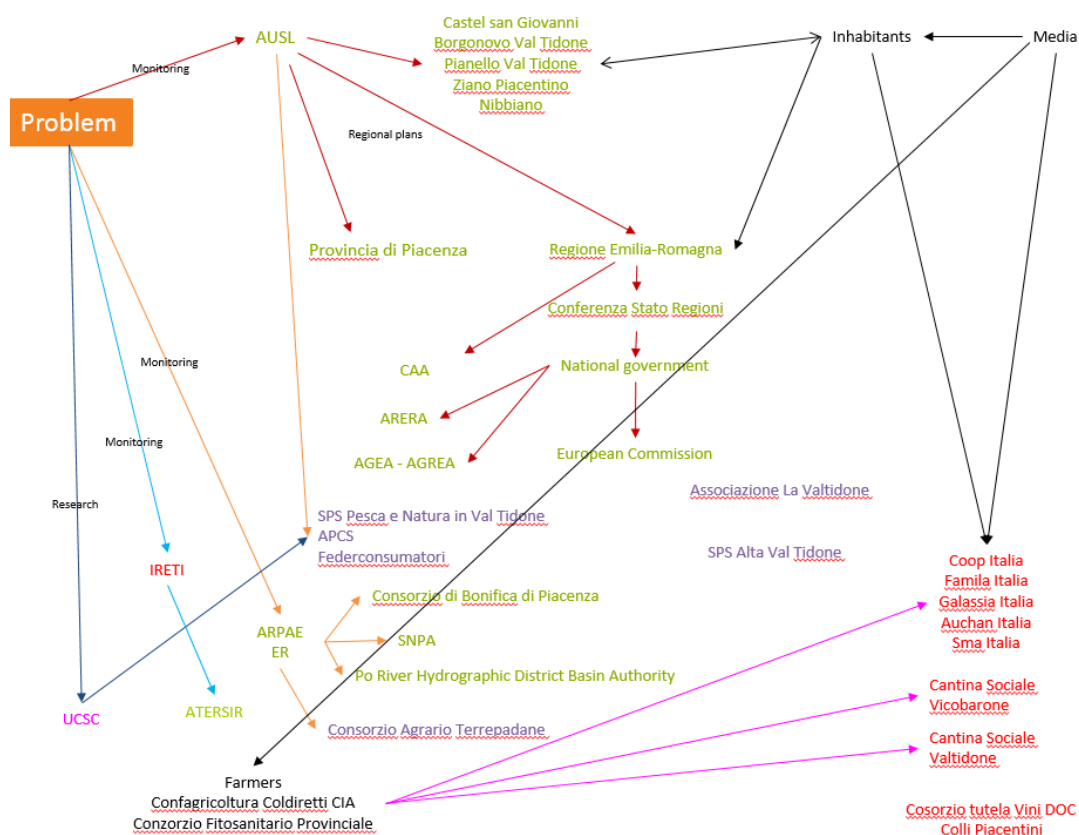 Castel san Giovanni
AUSL
Borgonovo Val Tidone
Inhabitants
Media
Pianello Val Tidone
Monitoring
Ziano Piacentino
Nibbiano
Problem
Regional plans
Provincia di Piacenza
Regione Emilia-Romagna
Conferenza Stato Regioni
CAA
National government
Monitoring
ARERA
AGEA - AGREA
European Commission
Monitoring
Associazione La Valtidone
Research
SPS Pesca e Natura in Val Tidone
APCS
Federconsumatori
SPS Alta Val Tidone
IRETI
Coop Italia
Famila Italia
Galassia Italia
Auchan Italia
Sma Italia
Consorzio di Bonifica di Piacenza
ARPAE
ER
SNPA
Po River Hydrographic District Basin Authority
UCSC
ATERSIR
Cantina Sociale
Vicobarone
Consorzio Agrario Terrepadane
Cantina Sociale
Valtidone
Farmers
Confagricoltura Coldiretti CIA
Conzorzio Fitosanitario Provinciale
Cosorzio tutela Vini DOC
Colli Piacentini